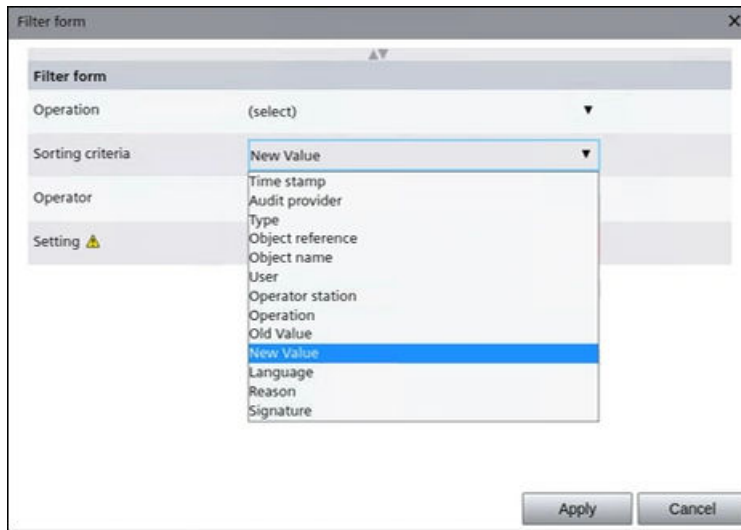 Filter form
Filter form
Operation (select)
Sorting criteria New Value
Time stamp
Audit provider
Operator
Type
Object reference
Setting
Object name
User
Operator station
Operation
Old Value
New Value
Language
Reason
Signature
Apply Cancel